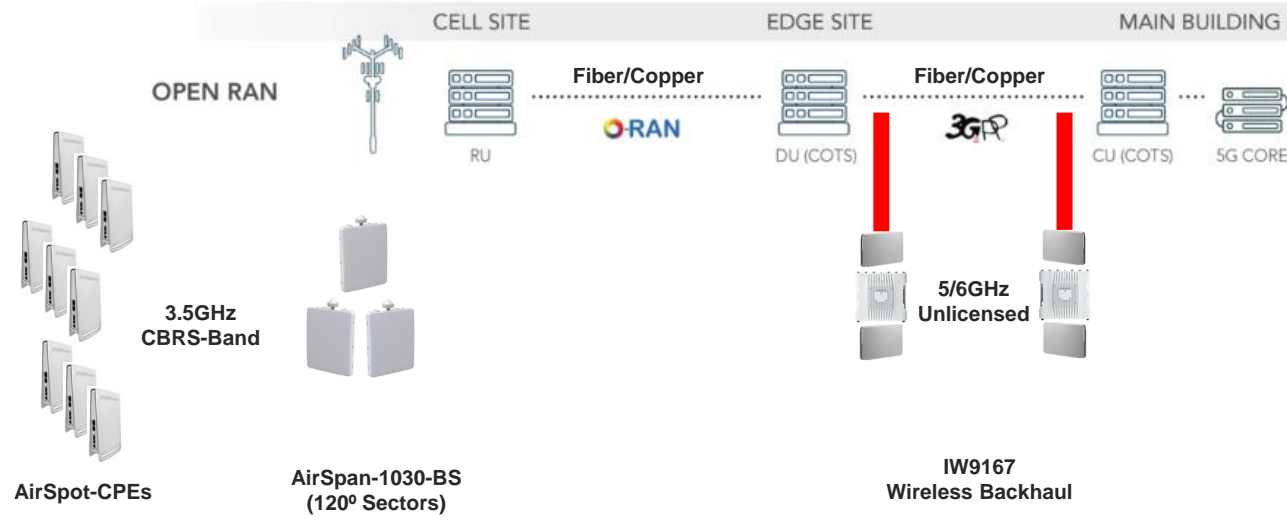 CELL SITE
EDGE SITE
MAIN BUILDING
OPEN RAN
Fiber/Copper
Fiber/Copper
O-RAN
3GPP
RU
DU (COTS)
CU (COTS)
5G CORE
3.5GHz
CBRS-Band
5/6GHz
Unlicensed
AirSpot-CPEs
AirSpan-1030-BS
(120º Sectors)
IW9167
Wireless Backhaul